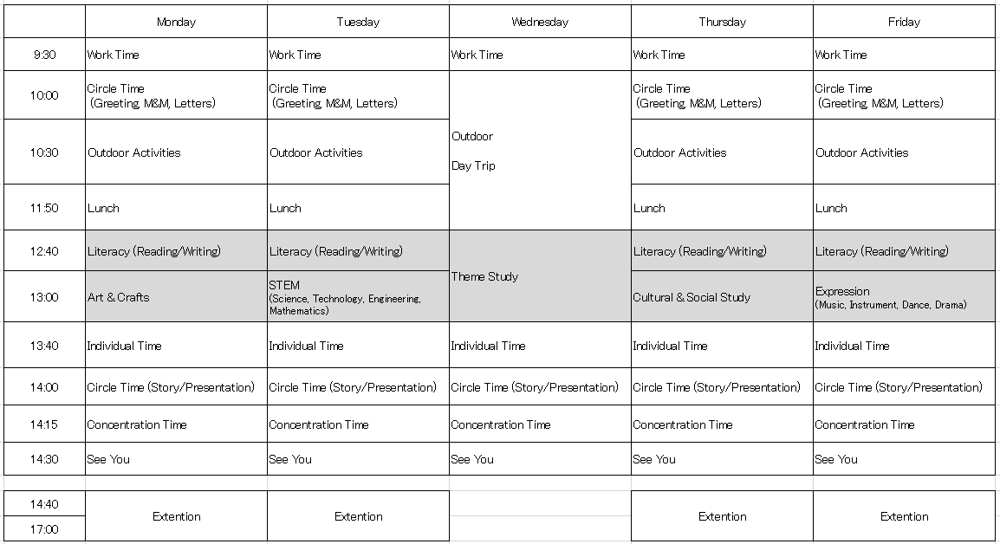 Monday Tuesday Wednesday Thursday Friday
9:30 Work Time Work Time Work Time Work Time Work Time
10:00 Circle Time Circle Time Circle Time Circle Time
(Greeting, M&M, Letters) (Greeting, M&M, Letters) (Greeting, M&M, Letters) (Greeting, M&M, Letters)
Outdoor
Day Trip
10:30 Outdoor Activities Outdoor Activities Outdoor Activities Outdoor Activities
11:50 Lunch Lunch Lunch Lunch
12:40 Literacy (Reading/Writing) Literacy (Reading/Writing) Literacy (Reading/Writing) Literacy (Reading/Writing)
Theme Study
13:00 Art & Crafts STEM Cultural & Social Study Expression
(Science, Technology, Engineering, (Music, Instrument, Dance, Drama)
Mathematics)
13:40 Individual Time Individual Time Individual Time Individual Time Individual Time
14:00 Circle Time (Story/Presentation) Circle Time (Story/Presentation) Circle Time (Story/Presentation) Circle Time (Story/Presentation) Circle Time (Story/Presentation)
14:15 Concentration Time Concentration Time Concentration Time Concentration Time Concentration Time
14:30 See You See You See You See You See You
14:40 Extention Extention Extention Extention
17:00